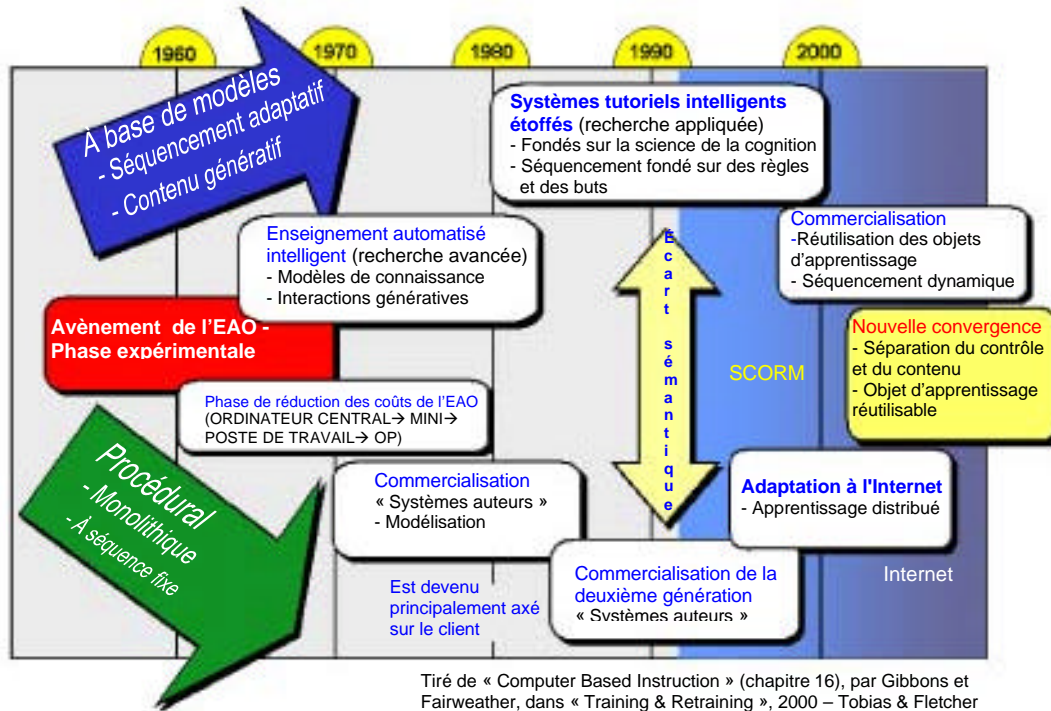 1960
1970
1980
1990
2000
À base de modèles
- Séquencement adaptatif
- Contenu génératif
Systèmes tutoriels intelligents
étoffés (recherche appliquée)
- Fondés sur la science de la cognition
- Séquencement fondé sur des règles
et des buts
Enseignement automatisé
intelligent (recherche avancée)
- Modèles de connaissance
- Interactions génératives
Commercialisation
-Réutilisation des objets
d'apprentissage
- Séquencement dynamique
Avènement de l'EAO -
Phase expérimentale
Écart sémantique
Nouvelle convergence
- Séparation du contrôle
et du contenu
- Objet d'apprentissage
réutilisable
SCORM
Phase de réduction des coûts de l'EAO
(ORDINATEUR CENTRAL→ MINI→
POSTE DE TRAVAIL→ OP)
Procédural
- Monolithique
- À séquence fixe
Commercialisation
« Systèmes auteurs »
- Modélisation
Adaptation à l'Internet
- Apprentissage distribué
Est devenu
principalement axé
sur le client
Commercialisation de la
deuxième génération
« Systèmes auteurs »
Internet
Tiré de « Computer Based Instruction » (chapitre 16), par Gibbons et
Fairweather, dans « Training & Retraining », 2000 – Tobias & Fletcher